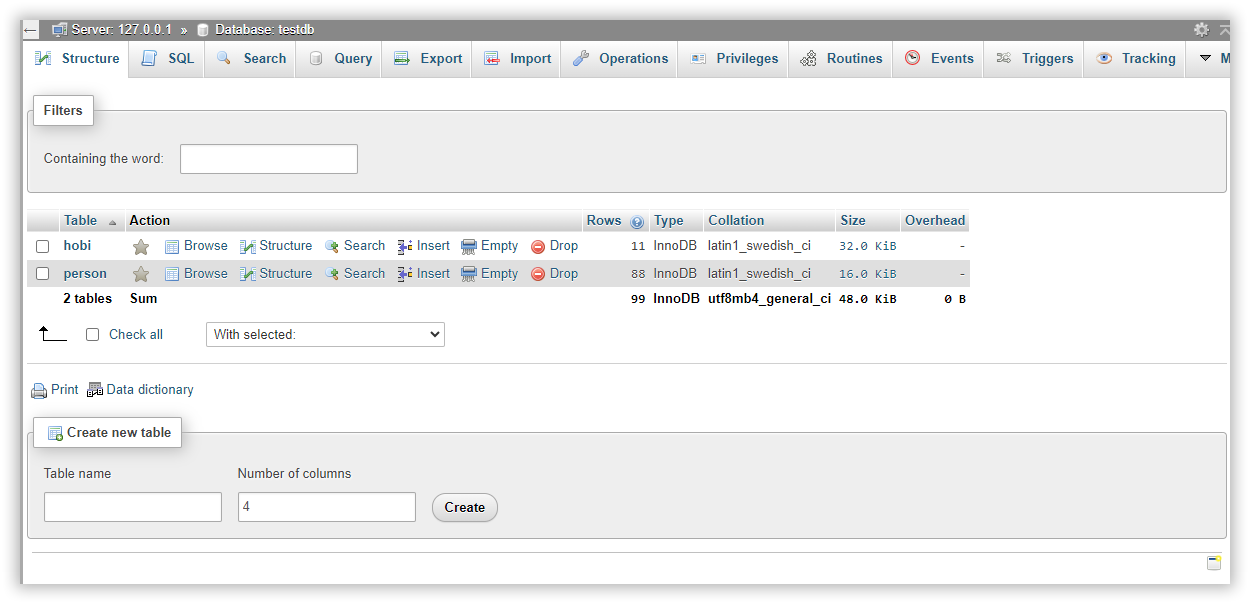 ← Server: 127.0.0.1 » Database: testdb
Structure SQL Search Query Export Import Operations Privileges Routines Events Triggers Tracking M
Filters
Containing the word:
Table Action Rows Type Collation Size Overhead
hobi Browse Structure Search Insert Empty Drop 11 InnoDB latin1_swedish_ci 32.0 KiB -
person Browse Structure Search Insert Empty Drop 88 InnoDB latin1_swedish_ci 16.0 KiB -
2 tables Sum 99 InnoDB utf8mb4_general_ci 48.0 KiB 0 B
Check all With selected:
Print Data dictionary
Create new table
Table name Number of columns
4 Create